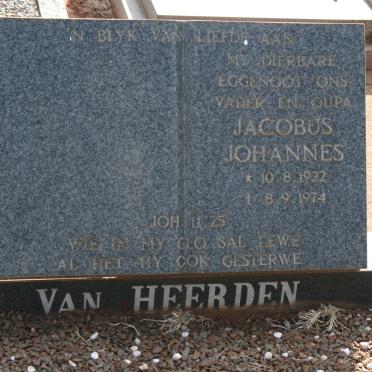 IN BLYK VAN LIEFDE AAN
MY DIERBARE
EGGENOOT ONS
VADER EN OUPA
JACOBUS
JOHANNES
* 10.8.1922
† 8.9.1974
JOH. 11.25
WIE IN MY GLO SAL LEWE
AL HET HY OOK GESTERWE
VAN HEERDEN